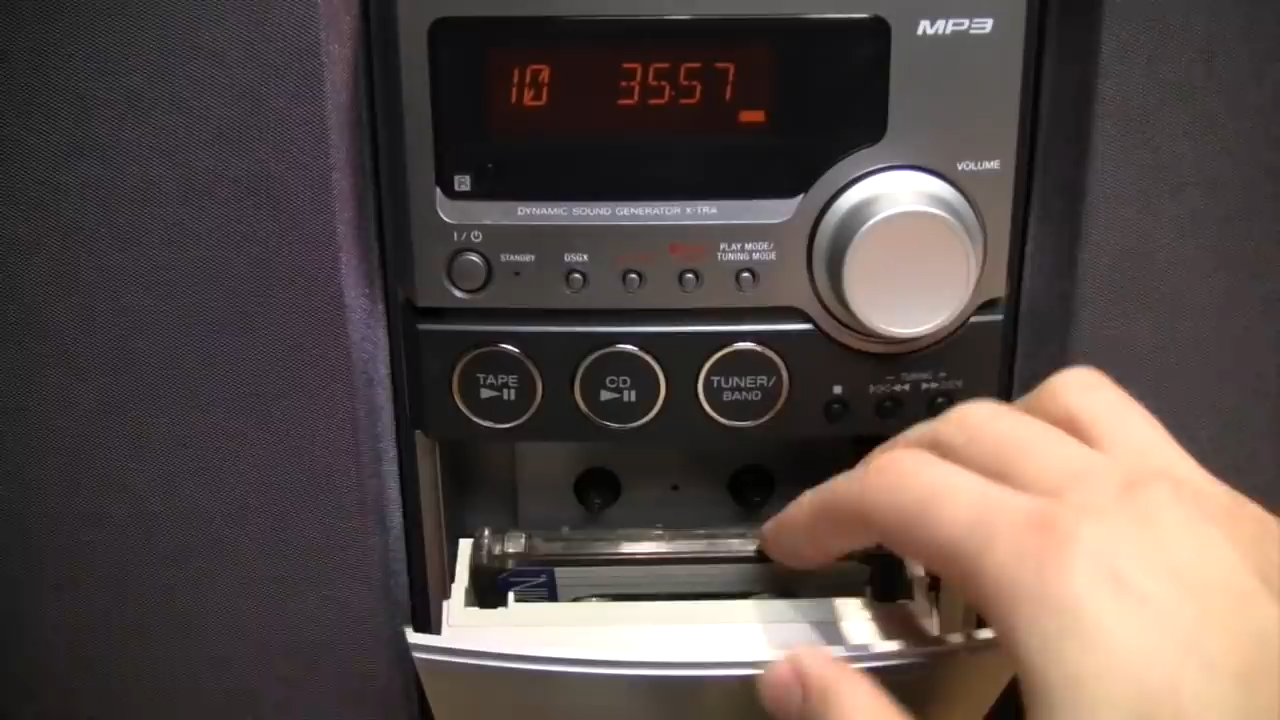 MP3
10 35:57
VOLUME
R
DYNAMIC SOUND GENERATOR X-TRA
I / ⏻
STANDBY
DSGX
PLAY MODE/
TUNING MODE
TAPE
►II
CD
►II
TUNER/
BAND
■
− TUNING +
MIN.